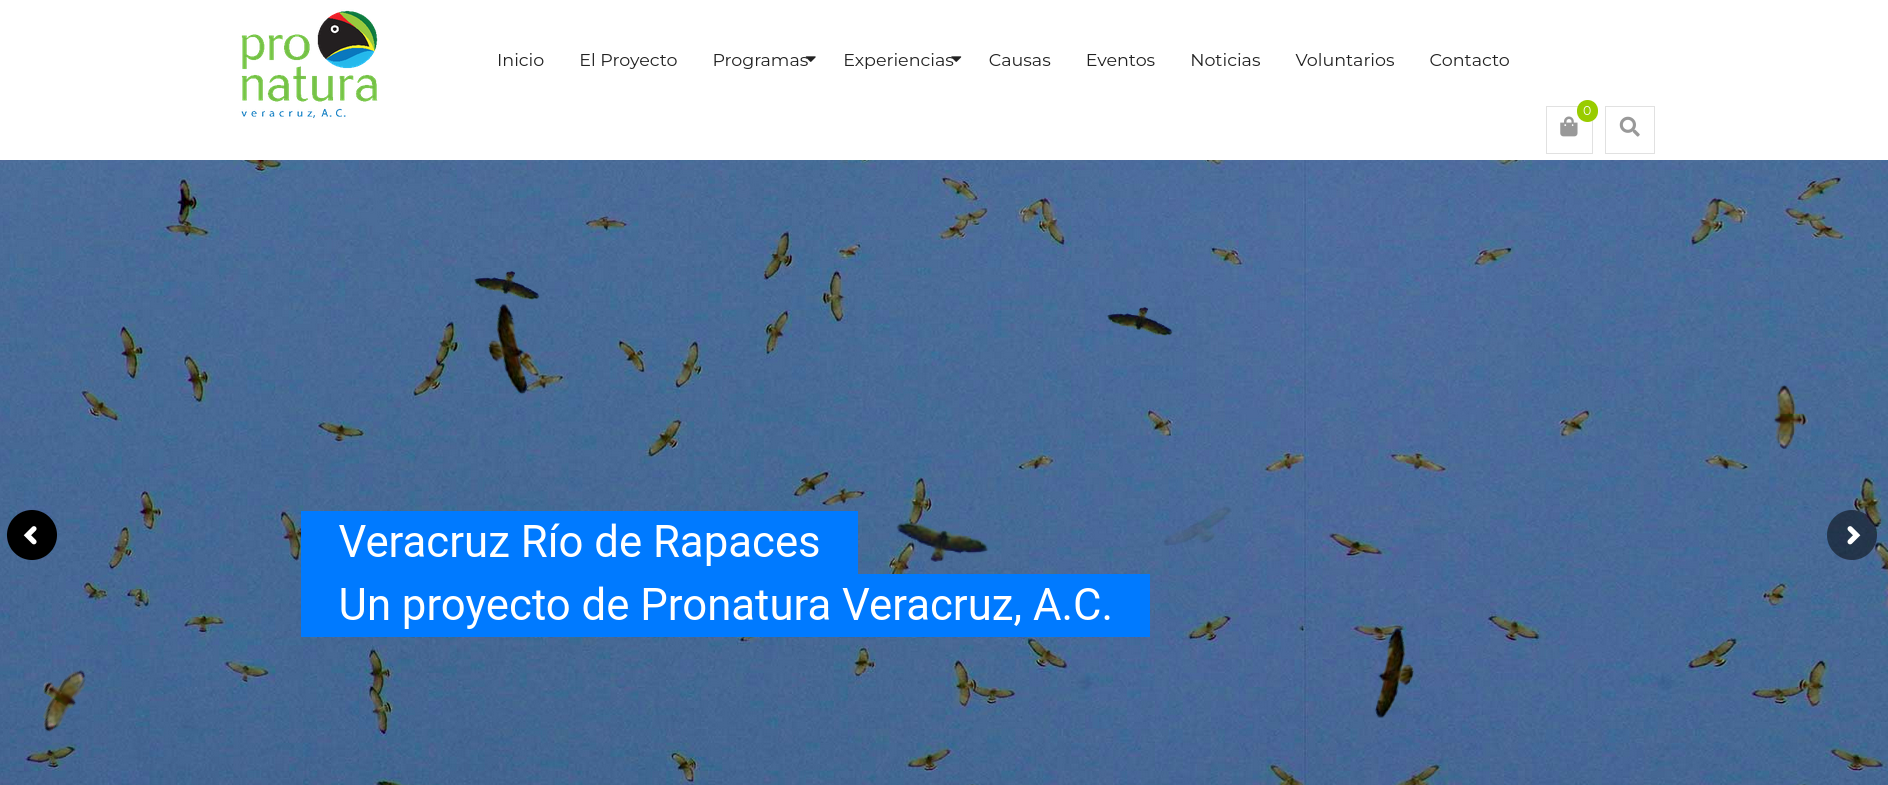 pro
natura
veracruz, A.C.
Inicio
El Proyecto
Programas
Experiencias
Causas
Eventos
Noticias
Voluntarios
Contacto
0
Veracruz Río de Rapaces
Un proyecto de Pronatura Veracruz, A.C.